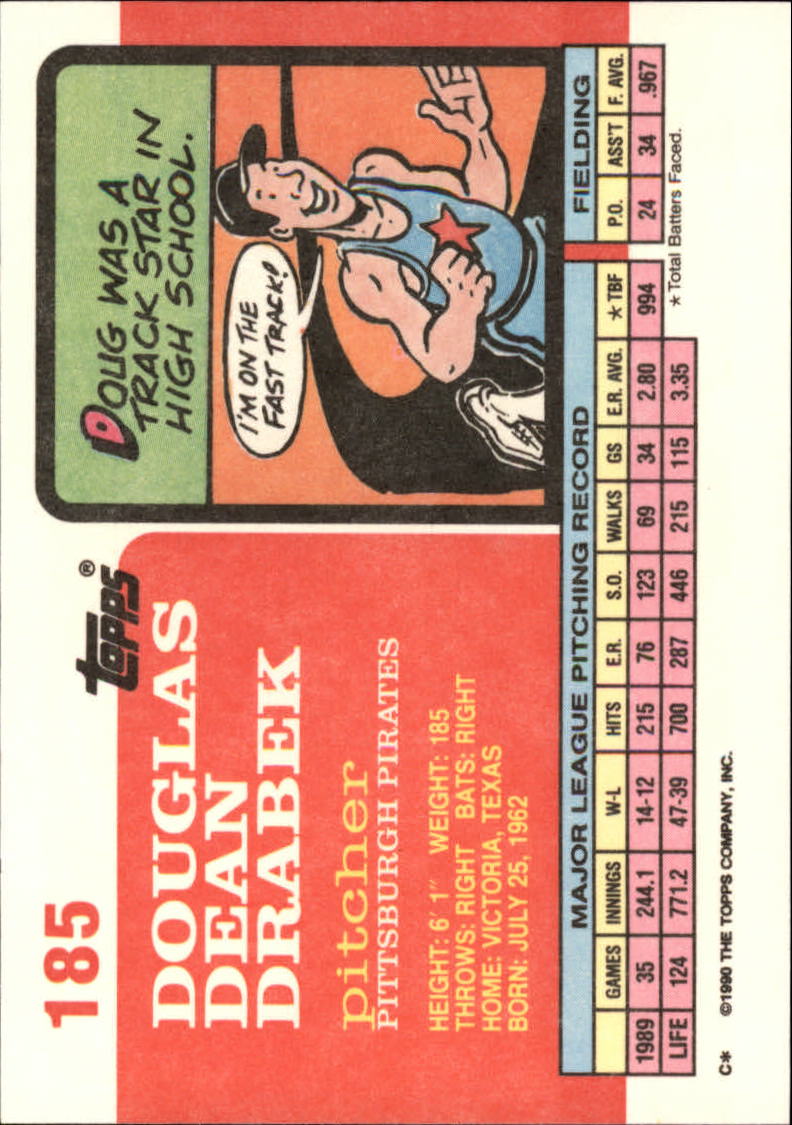 185
Topps®
DOUGLAS
DEAN
DRABEK
pitcher
PITTSBURGH PIRATES
HEIGHT: 6' 1" WEIGHT: 185
THROWS: RIGHT BATS: RIGHT
HOME: VICTORIA, TEXAS
BORN: JULY 25, 1962
DOUG WAS A
TRACK STAR IN
HIGH SCHOOL.
I'M ON THE
FAST TRACK!
MAJOR LEAGUE PITCHING RECORD FIELDING
GAMES INNINGS W-L HITS E.R. S.O. WALKS GS E.R. AVG. ★TBF P.O. ASS'T F. AVG.
1989 35 244.1 14-12 215 76 123 69 34 2.80 994 24 34 .967
LIFE 124 771.2 47-39 700 287 446 215 115 3.35
★Total Batters Faced.
C* ©1990 THE TOPPS COMPANY, INC.